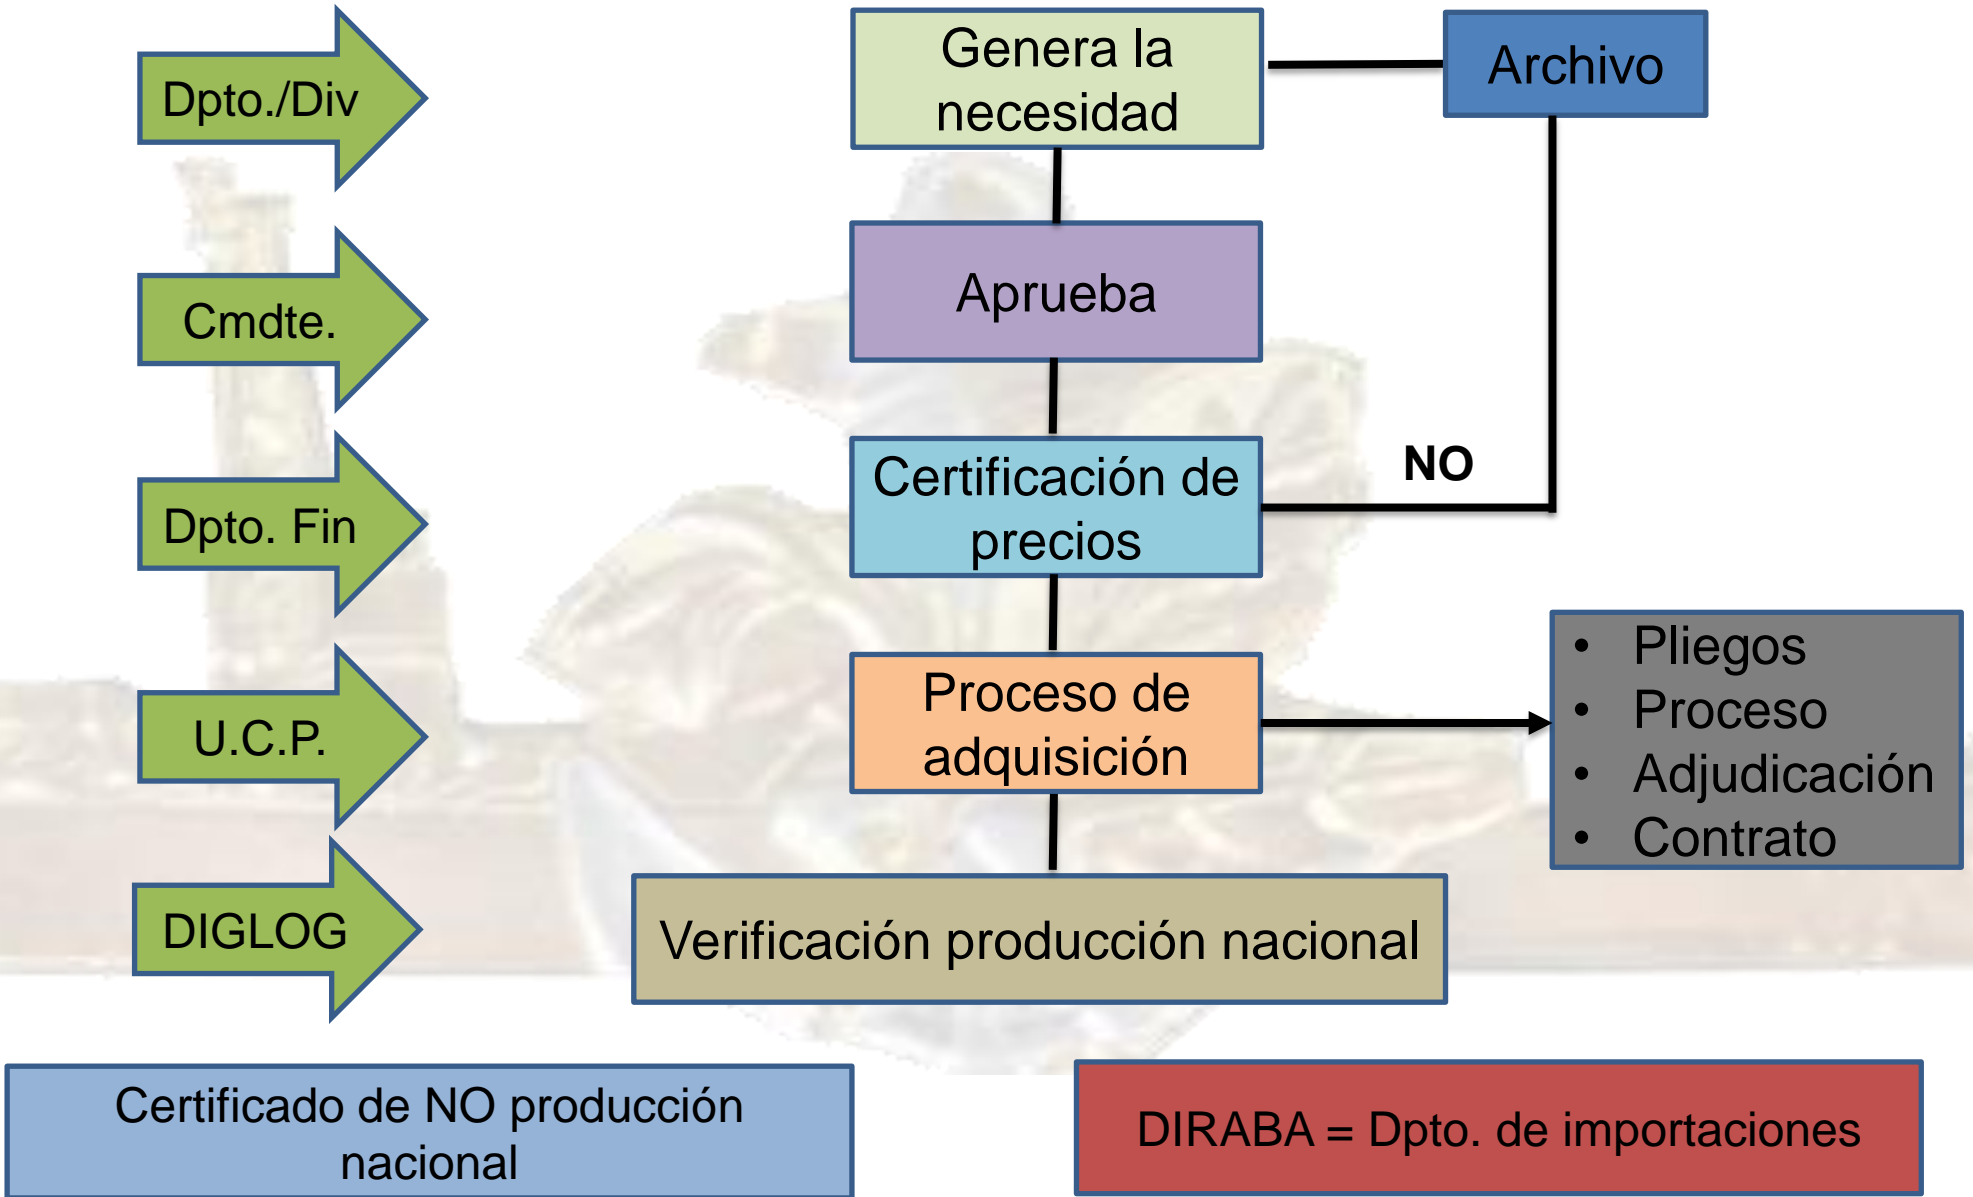 Dpto./Div
Genera la
necesidad
Archivo
Cmdte.
Aprueba
Dpto. Fin
Certificación de
precios
NO
U.C.P.
Proceso de
adquisición
• Pliegos
• Proceso
• Adjudicación
• Contrato
DIGLOG
Verificación producción nacional
Certificado de NO producción
nacional
DIRABA = Dpto. de importaciones